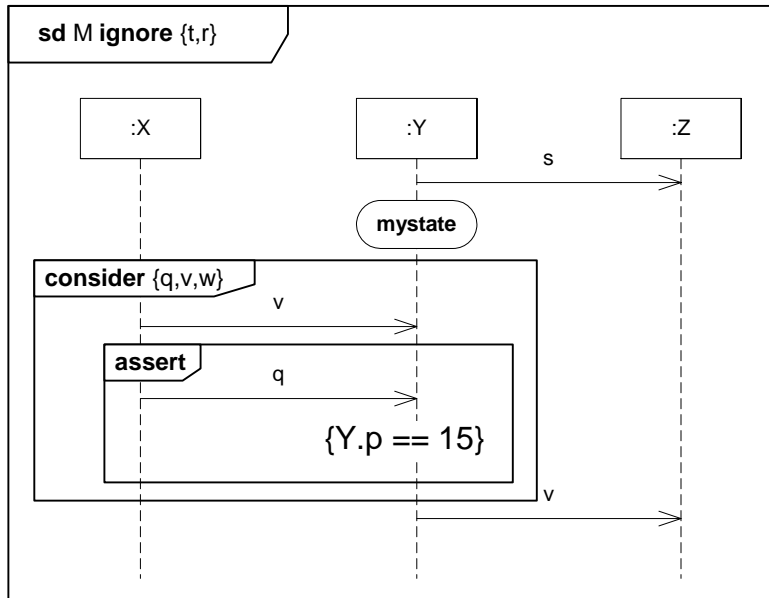 sd M ignore {t,r}
:X :Y :Z
s
mystate
consider {q,v,w}
v
assert
q
{Y.p == 15}
v